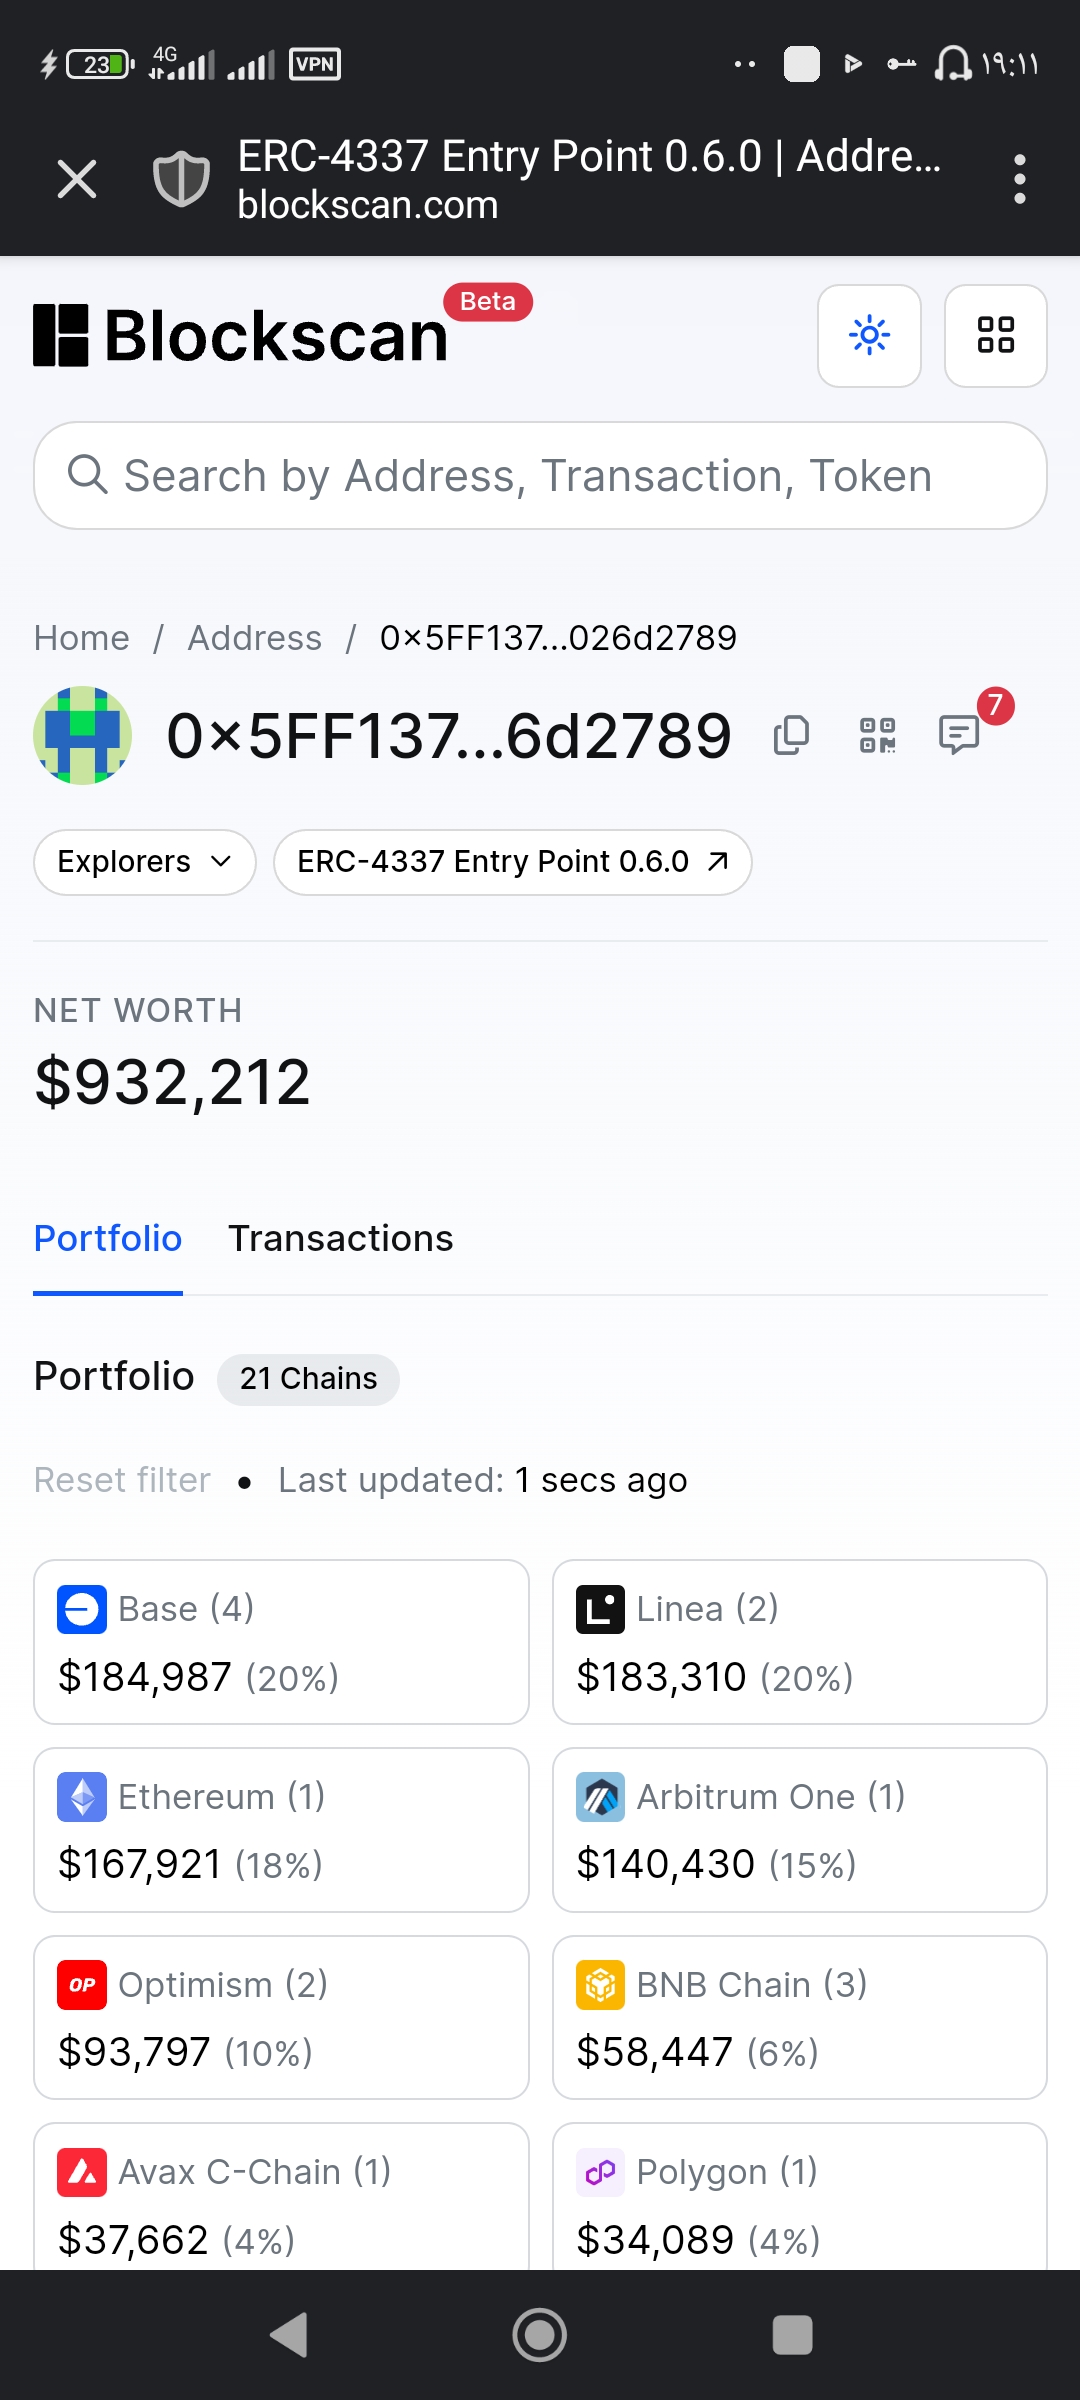 23 4G VPN ۱۹:۱۱
ERC-4337 Entry Point 0.6.0 | Addre...
blockscan.com
Blockscan Beta
Search by Address, Transaction, Token
Home / Address / 0×5FF137...026d2789
0×5FF137...6d2789 7
Explorers ERC-4337 Entry Point 0.6.0
NET WORTH
$932,212
Portfolio Transactions
Portfolio 21 Chains
Reset filter • Last updated: 1 secs ago
Base (4)
$184,987 (20%)
Linea (2)
$183,310 (20%)
Ethereum (1)
$167,921 (18%)
Arbitrum One (1)
$140,430 (15%)
OP Optimism (2)
$93,797 (10%)
BNB Chain (3)
$58,447 (6%)
Avax C-Chain (1)
$37,662 (4%)
Polygon (1)
$34,089 (4%)